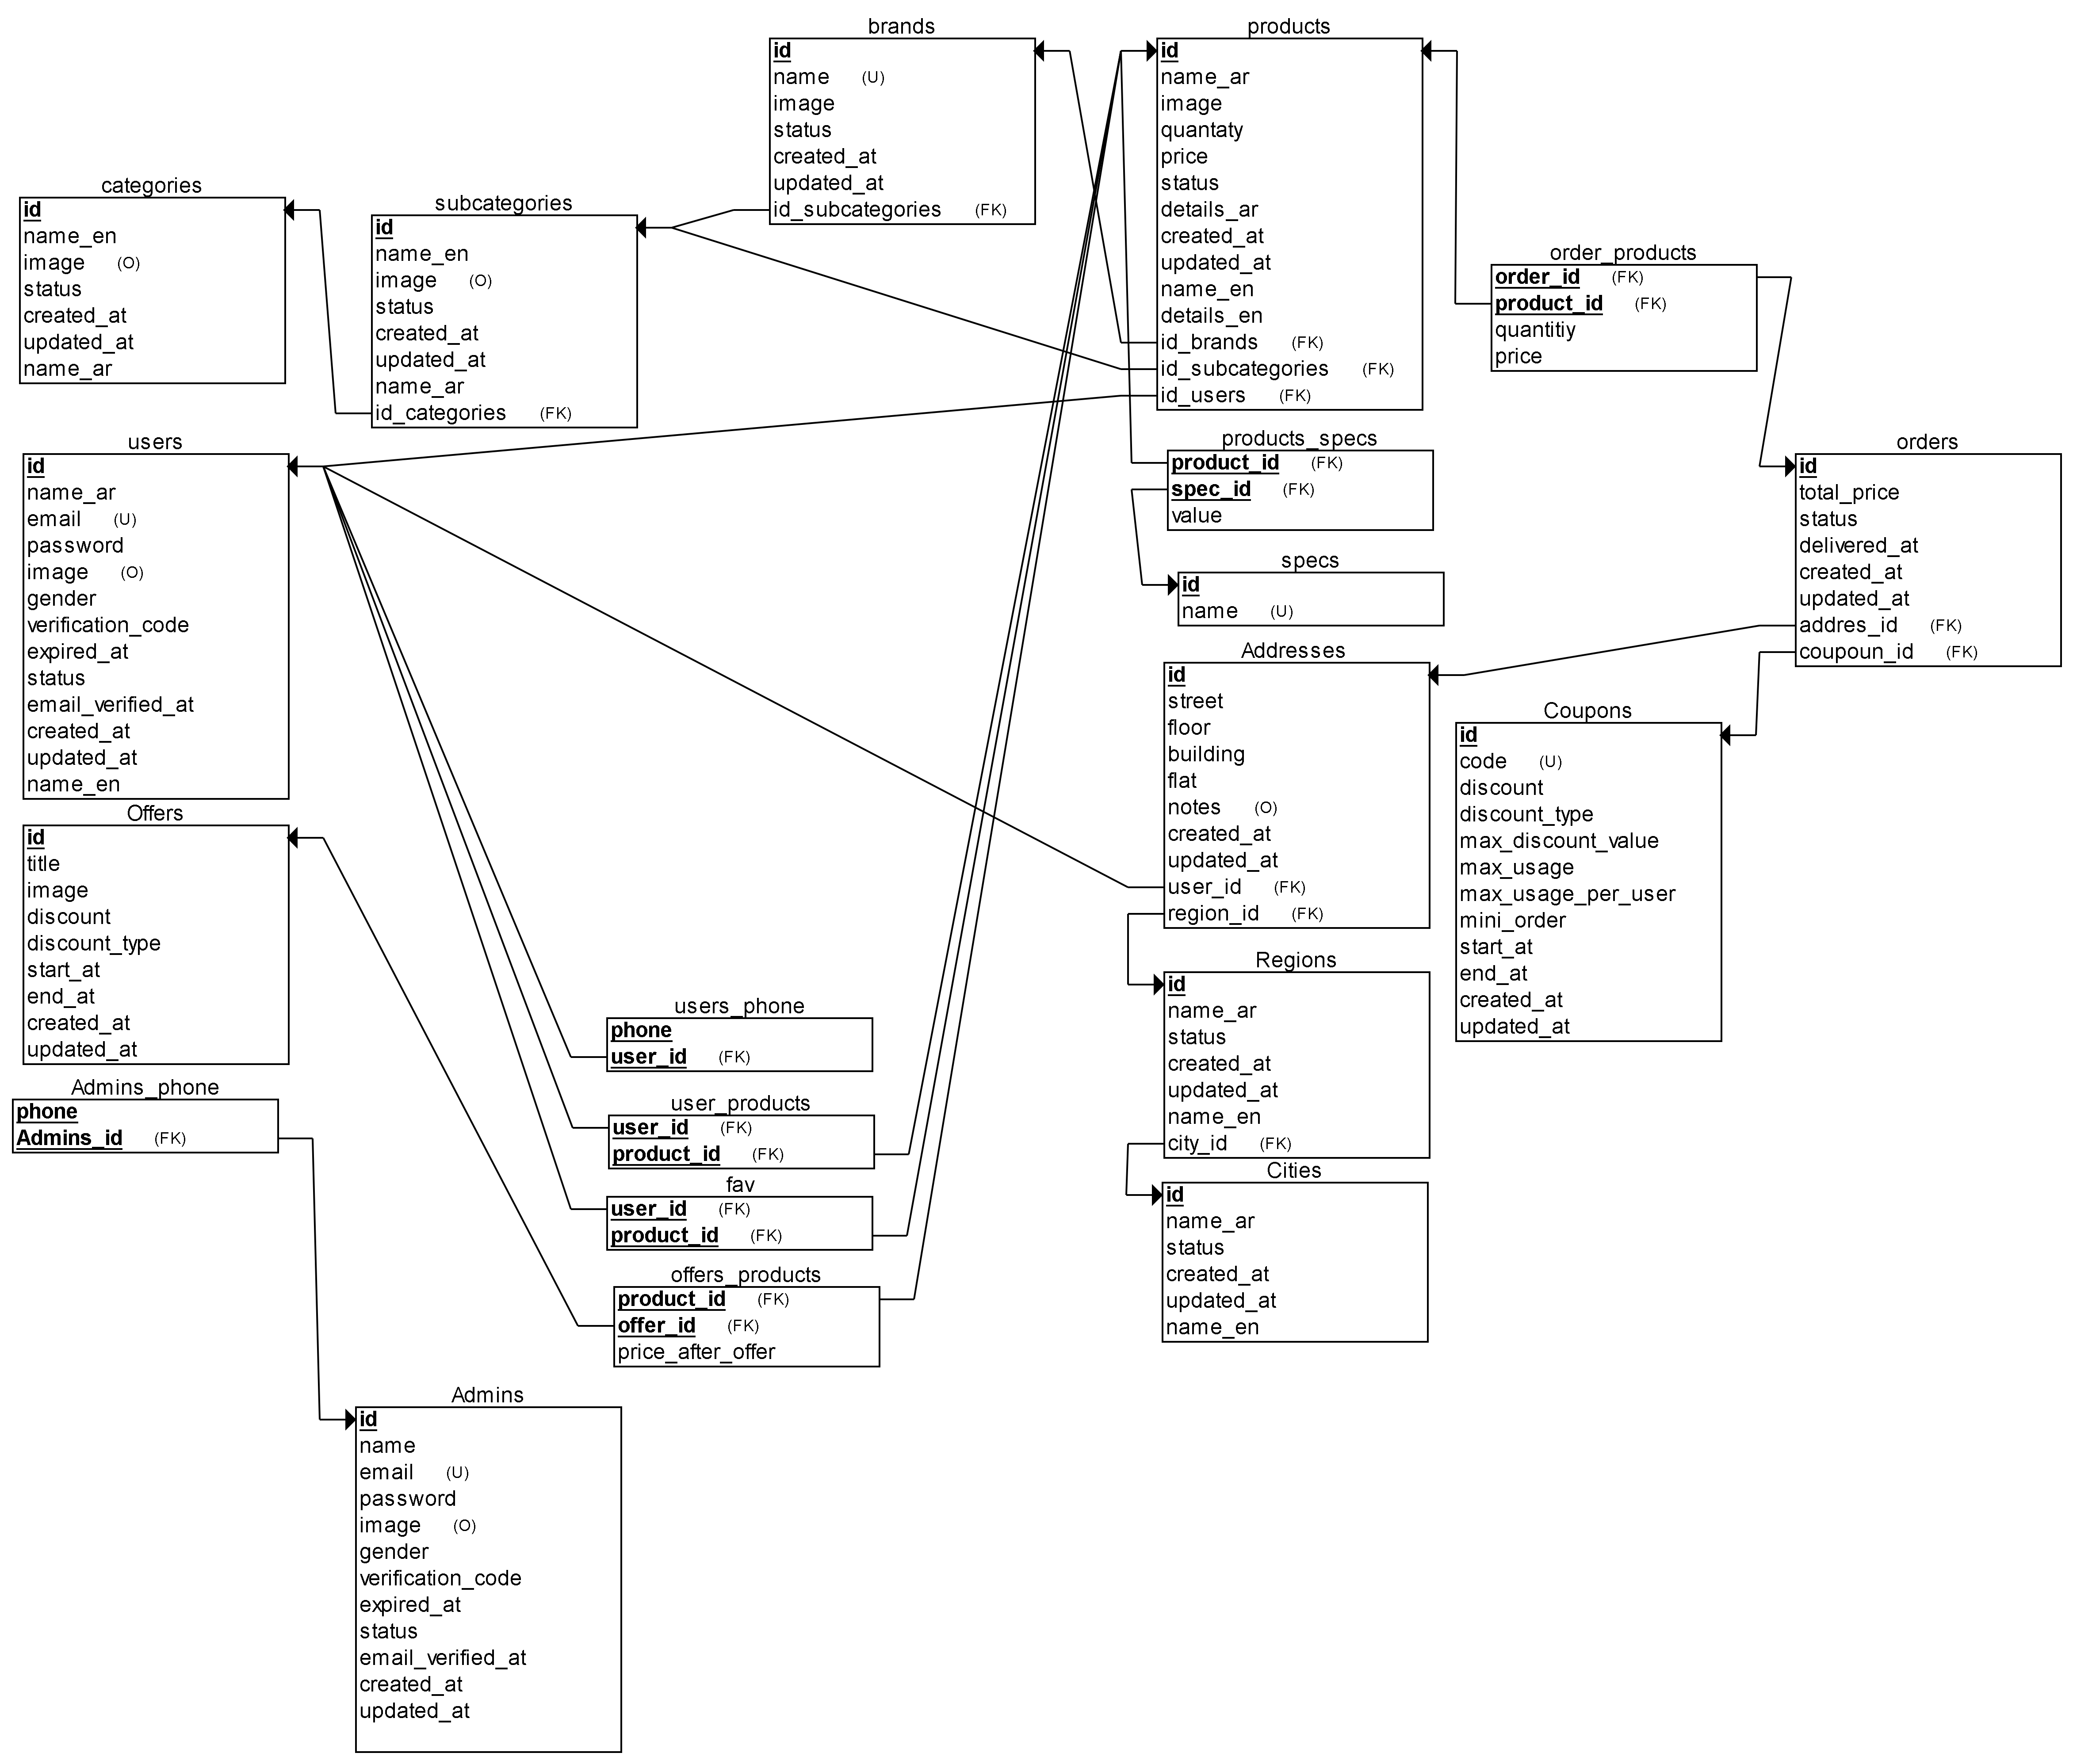 brands
id
name (U)
image
status
created_at
updated_at
id_subcategories (FK)
products
id
name_ar
image
quantaty
price
status
details_ar
created_at
updated_at
name_en
details_en
id_brands (FK)
id_subcategories (FK)
id_users (FK)
categories
id
name_en
image (O)
status
created_at
updated_at
name_ar
subcategories
id
name_en
image (O)
status
created_at
updated_at
name_ar
id_categories (FK)
order_products
order_id (FK)
product_id (FK)
quantitiy
price
users
id
name_ar
email (U)
password
image (O)
gender
verification_code
expired_at
status
email_verified_at
created_at
updated_at
name_en
products_specs
product_id (FK)
spec_id (FK)
value
orders
id
total_price
status
delivered_at
created_at
updated_at
addres_id (FK)
coupoun_id (FK)
specs
id
name (U)
Addresses
id
street
floor
building
flat
notes (O)
created_at
updated_at
user_id (FK)
region_id (FK)
Coupons
id
code (U)
discount
discount_type
max_discount_value
max_usage
max_usage_per_user
mini_order
start_at
end_at
created_at
updated_at
Offers
id
title
image
discount
discount_type
start_at
end_at
created_at
updated_at
Regions
id
name_ar
status
created_at
updated_at
name_en
city_id (FK)
users_phone
phone
user_id (FK)
Admins_phone
phone
Admins_id (FK)
user_products
user_id (FK)
product_id (FK)
Cities
id
name_ar
status
created_at
updated_at
name_en
fav
user_id (FK)
product_id (FK)
offers_products
product_id (FK)
offer_id (FK)
price_after_offer
Admins
id
name
email (U)
password
image (O)
gender
verification_code
expired_at
status
email_verified_at
created_at
updated_at